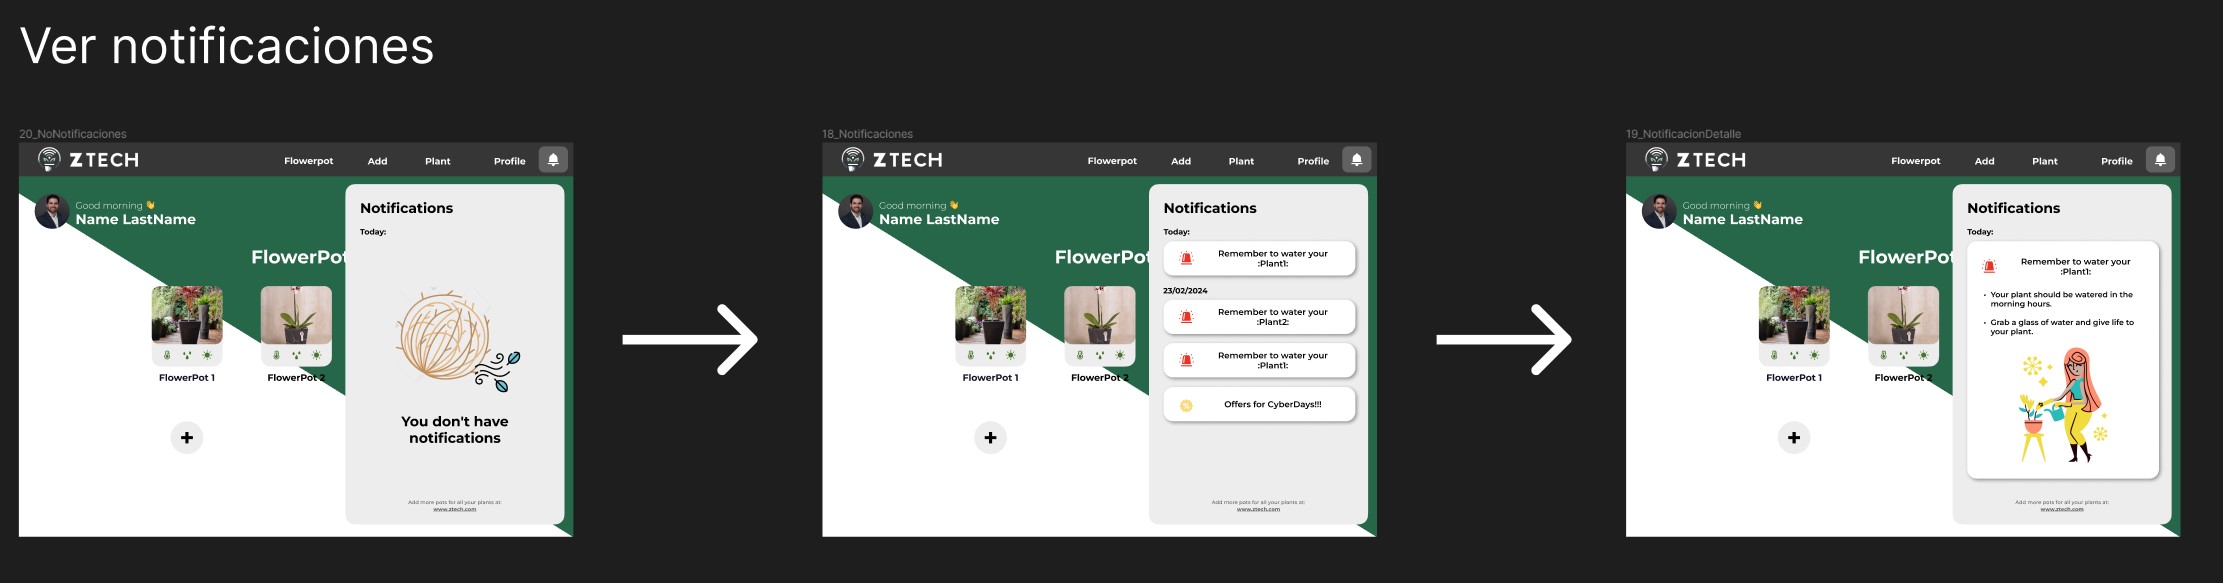 Ver notificaciones
20_NoNotificaciones
ZTECH
Flowerpot
Add
Plant
Profile
Good morning 👋
Name LastName
FlowerPot
FlowerPot 1
FlowerPot 2
+
Notifications
Today:
You don't have
notifications
Add more pots for all your plants at:
www.ztech.com
18_Notificaciones
ZTECH
Flowerpot
Add
Plant
Profile
Good morning 👋
Name LastName
FlowerPot
FlowerPot 1
FlowerPot 2
+
Notifications
Today:
Remember to water your
:Plant1:
23/02/2024
Remember to water your
:Plant2:
Remember to water your
:Plant1:
Offers for CyberDays!!!
Add more pots for all your plants at:
www.ztech.com
19_NotificacionDetalle
ZTECH
Flowerpot
Add
Plant
Profile
Good morning 👋
Name LastName
FlowerPot
FlowerPot 1
FlowerPot 2
+
Notifications
Today:
Remember to water your
:Plant1:
• Your plant should be watered in the
morning hours.
• Grab a glass of water and give life to
your plant.
Add more pots for all your plants at:
www.ztech.com